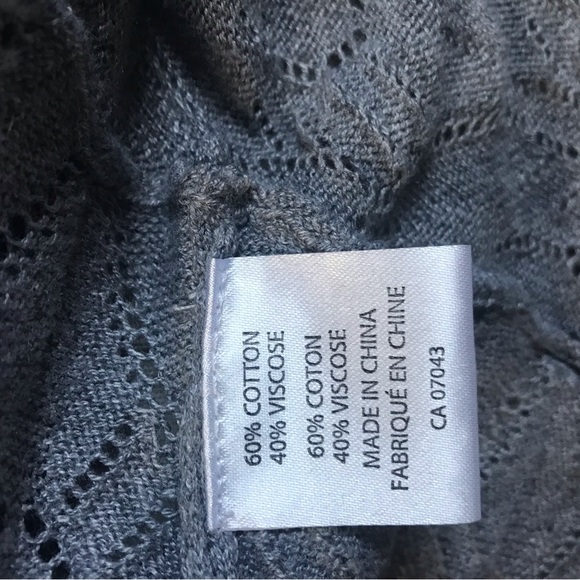 60% COTTON
40% VISCOSE
60% COTON
40% VISCOSE
MADE IN CHINA
FABRIQUÉ EN CHINE
CA 07043